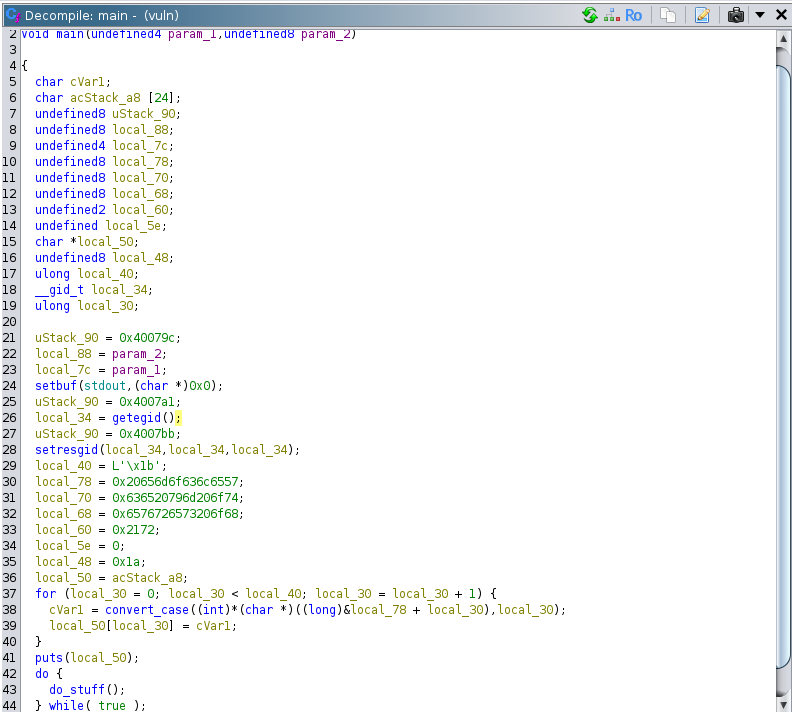 Decompile: main - (vuln)
Ro
2 void main(undefined4 param_1,undefined8 param_2)
3
4 {
5 char cVar1;
6 char acStack_a8 [24];
7 undefined8 uStack_90;
8 undefined8 local_88;
9 undefined4 local_7c;
10 undefined8 local_78;
11 undefined8 local_70;
12 undefined8 local_68;
13 undefined2 local_60;
14 undefined local_5e;
15 char *local_50;
16 undefined8 local_48;
17 ulong local_40;
18 __gid_t local_34;
19 ulong local_30;
20
21 uStack_90 = 0x40079c;
22 local_88 = param_2;
23 local_7c = param_1;
24 setbuf(stdout,(char *)0x0);
25 uStack_90 = 0x4007a1;
26 local_34 = getegid();
27 uStack_90 = 0x4007bb;
28 setresgid(local_34,local_34,local_34);
29 local_40 = L'\x1b';
30 local_78 = 0x20656d6f636c6557;
31 local_70 = 0x636520796d206f74;
32 local_68 = 0x6576726573206f68;
33 local_60 = 0x2172;
34 local_5e = 0;
35 local_48 = 0x1a;
36 local_50 = acStack_a8;
37 for (local_30 = 0; local_30 < local_40; local_30 = local_30 + 1) {
38 cVar1 = convert_case((int)*(char *)((long)&local_78 + local_30),local_30);
39 local_50[local_30] = cVar1;
40 }
41 puts(local_50);
42 do {
43 do_stuff();
44 } while( true );